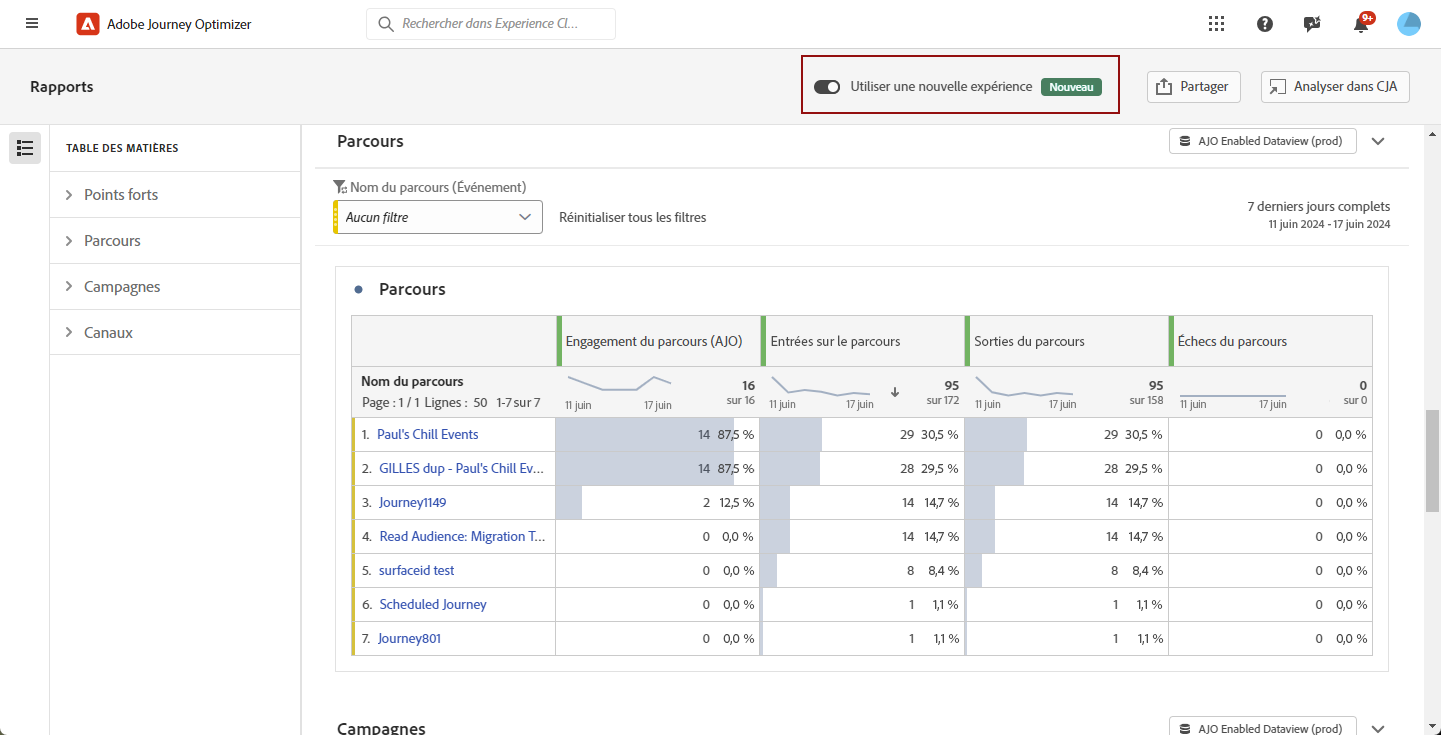 Adobe Journey Optimizer
Rechercher dans Experience Cl...
9+
Rapports
Utiliser une nouvelle expérience Nouveau
Partager
Analyser dans CJA
TABLE DES MATIÈRES
Points forts
Parcours
Campagnes
Canaux
Parcours
AJO Enabled Dataview (prod)
Nom du parcours (Événement)
Aucun filtre
Réinitialiser tous les filtres
7 derniers jours complets
11 juin 2024 - 17 juin 2024
Parcours
Engagement du parcours (AJO) Entrées sur le parcours Sorties du parcours Échecs du parcours
Nom du parcours
Page : 1 / 1 Lignes : 50 1-7 sur 7
11 juin 17 juin 16 sur 16
11 juin 17 juin 95 sur 172
11 juin 17 juin 95 sur 158
11 juin 17 juin 0 sur 0
1. Paul's Chill Events 14 87,5 % 29 30,5 % 29 30,5 % 0 0,0 %
2. GILLES dup - Paul's Chill Ev... 14 87,5 % 28 29,5 % 28 29,5 % 0 0,0 %
3. Journey1149 2 12,5 % 14 14,7 % 14 14,7 % 0 0,0 %
4. Read Audience: Migration T... 0 0,0 % 14 14,7 % 14 14,7 % 0 0,0 %
5. surfaceid test 0 0,0 % 8 8,4 % 8 8,4 % 0 0,0 %
6. Scheduled Journey 0 0,0 % 1 1,1 % 1 1,1 % 0 0,0 %
7. Journey801 0 0,0 % 1 1,1 % 1 1,1 % 0 0,0 %
Campagnes
AJO Enabled Dataview (prod)